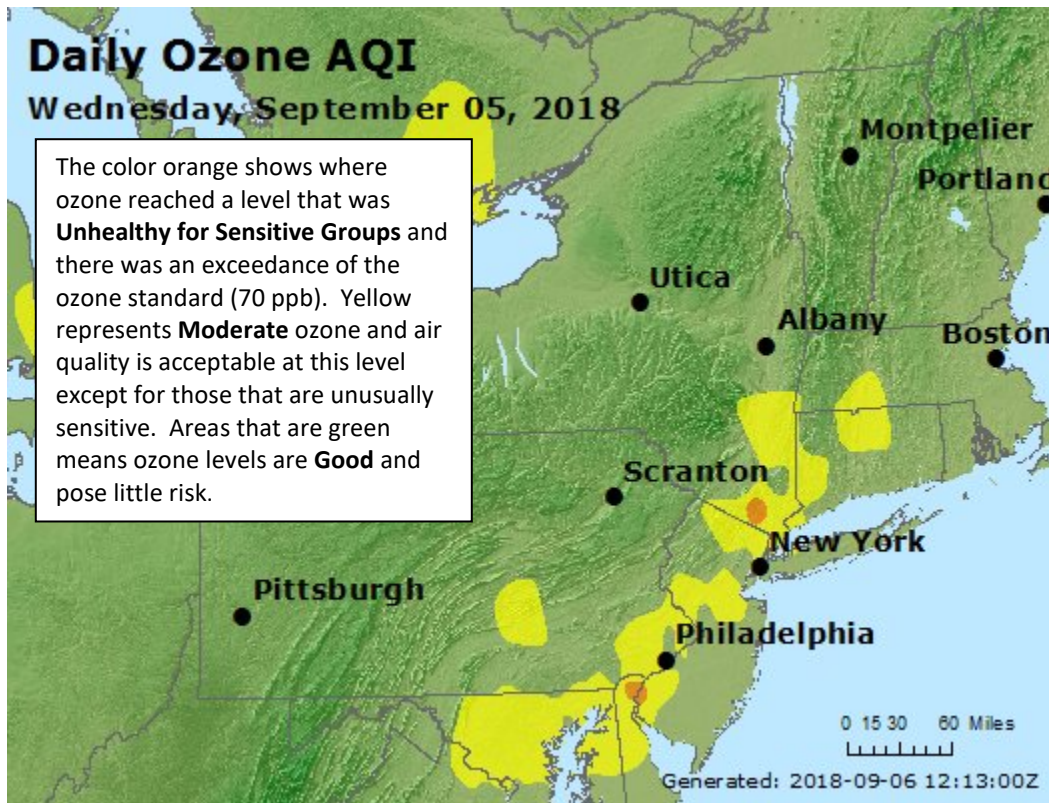 Daily Ozone AQI
Wednesday, September 05, 2018
The color orange shows where
ozone reached a level that was
Unhealthy for Sensitive Groups and
there was an exceedance of the
ozone standard (70 ppb).  Yellow
represents Moderate ozone and air
quality is acceptable at this level
except for those that are unusually
sensitive.  Areas that are green
means ozone levels are Good and
pose little risk.
Montpelier
Portland
Utica
Albany
Boston
Scranton
New York
Pittsburgh
Philadelphia
0 15 30 60 Miles
Generated: 2018-09-06 12:13:00Z